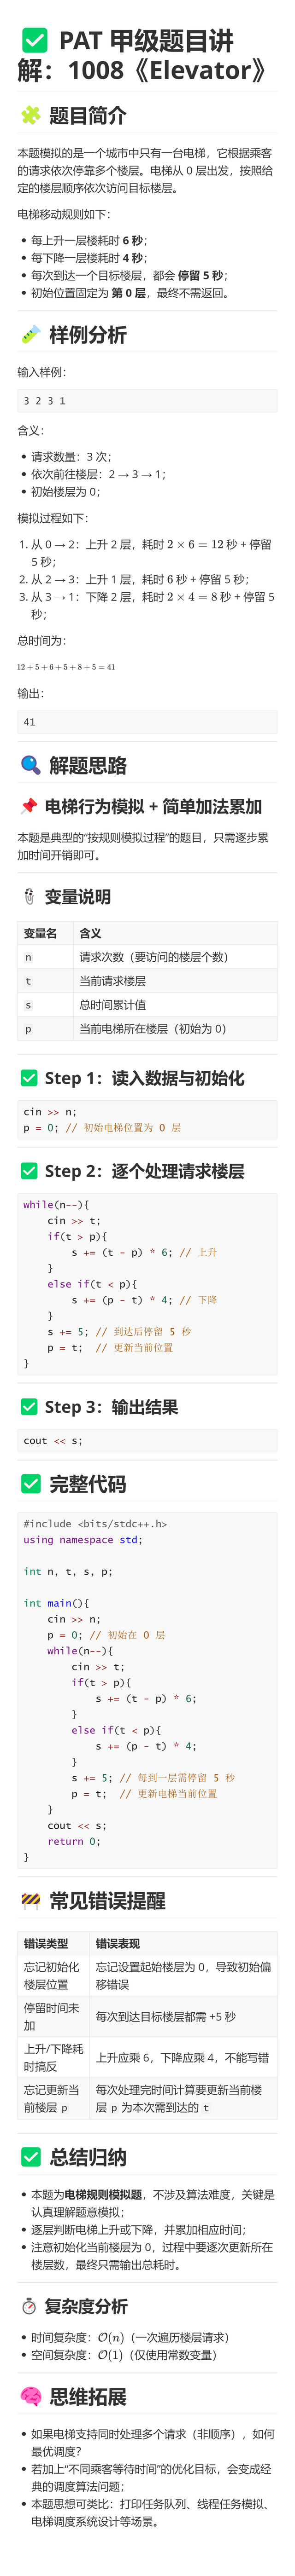 ✅ PAT 甲级题目讲
解：1008《Elevator》
🧩 题目简介
本题模拟的是一个城市中只有一台电梯，它根据乘客
的请求依次停靠多个楼层。电梯从 0 层出发，按照给
定的楼层顺序依次访问目标楼层。
电梯移动规则如下：
• 每上升一层楼耗时 6 秒；
• 每下降一层楼耗时 4 秒；
• 每次到达一个目标楼层，都会 停留 5 秒；
• 初始位置固定为 第 0 层，最终不需返回。
🧪 样例分析
输入样例：
3 2 3 1
含义：
• 请求数量：3 次；
• 依次前往楼层：2 → 3 → 1；
• 初始楼层为 0；
模拟过程如下：
1. 从 0 → 2：上升 2 层，耗时 2 × 6 = 12 秒 + 停留
5 秒；
2. 从 2 → 3：上升 1 层，耗时 6 秒 + 停留 5 秒；
3. 从 3 → 1：下降 2 层，耗时 2 × 4 = 8 秒 + 停留 5
秒；
总时间为：
12 + 5 + 6 + 5 + 8 + 5 = 41
输出：
41
🔍 解题思路
📌 电梯行为模拟 + 简单加法累加
本题是典型的“按规则模拟过程”的题目，只需逐步累
加时间开销即可。
🖇 变量说明
变量名 含义
n 请求次数（要访问的楼层个数）
t 当前请求楼层
s 总时间累计值
p 当前电梯所在楼层（初始为 0）
✅ Step 1：读入数据与初始化
cin >> n;
p = 0; // 初始电梯位置为 0 层
✅ Step 2：逐个处理请求楼层
while(n--){
    cin >> t;
    if(t > p){
        s += (t - p) * 6; // 上升
    }
    else if(t < p){
        s += (p - t) * 4; // 下降
    }
    s += 5; // 到达后停留 5 秒
    p = t;  // 更新当前位置
}
✅ Step 3：输出结果
cout << s;
✅ 完整代码
#include <bits/stdc++.h>
using namespace std;
int n, t, s, p;
int main(){
    cin >> n;
    p = 0; // 初始在 0 层
    while(n--){
        cin >> t;
        if(t > p){
            s += (t - p) * 6;
        }
        else if(t < p){
            s += (p - t) * 4;
        }
        s += 5; // 每到一层需停留 5 秒
        p = t;  // 更新电梯当前位置
    }
    cout << s;
    return 0;
}
🚧 常见错误提醒
错误类型 错误表现
忘记初始化
楼层位置
忘记设置起始楼层为 0，导致初始偏
移错误
停留时间未
加
每次到达目标楼层都需 +5 秒
上升/下降耗
时搞反
上升应乘 6，下降应乘 4，不能写错
忘记更新当
前楼层 p
每次处理完时间计算要更新当前楼
层 p 为本次需到达的 t
✅ 总结归纳
• 本题为电梯规则模拟题，不涉及算法难度，关键是
认真理解题意模拟；
• 逐层判断电梯上升或下降，并累加相应时间；
• 注意初始化当前楼层为 0，过程中要逐次更新所在
楼层数，最终只需输出总耗时。
⏱ 复杂度分析
• 时间复杂度：O(n)（一次遍历楼层请求）
• 空间复杂度：O(1)（仅使用常数变量）
🧠 思维拓展
• 如果电梯支持同时处理多个请求（非顺序），如何
最优调度？
• 若加上“不同乘客等待时间”的优化目标，会变成经
典的调度算法问题；
• 本题思想可类比：打印任务队列、线程任务模拟、
电梯调度系统设计等场景。